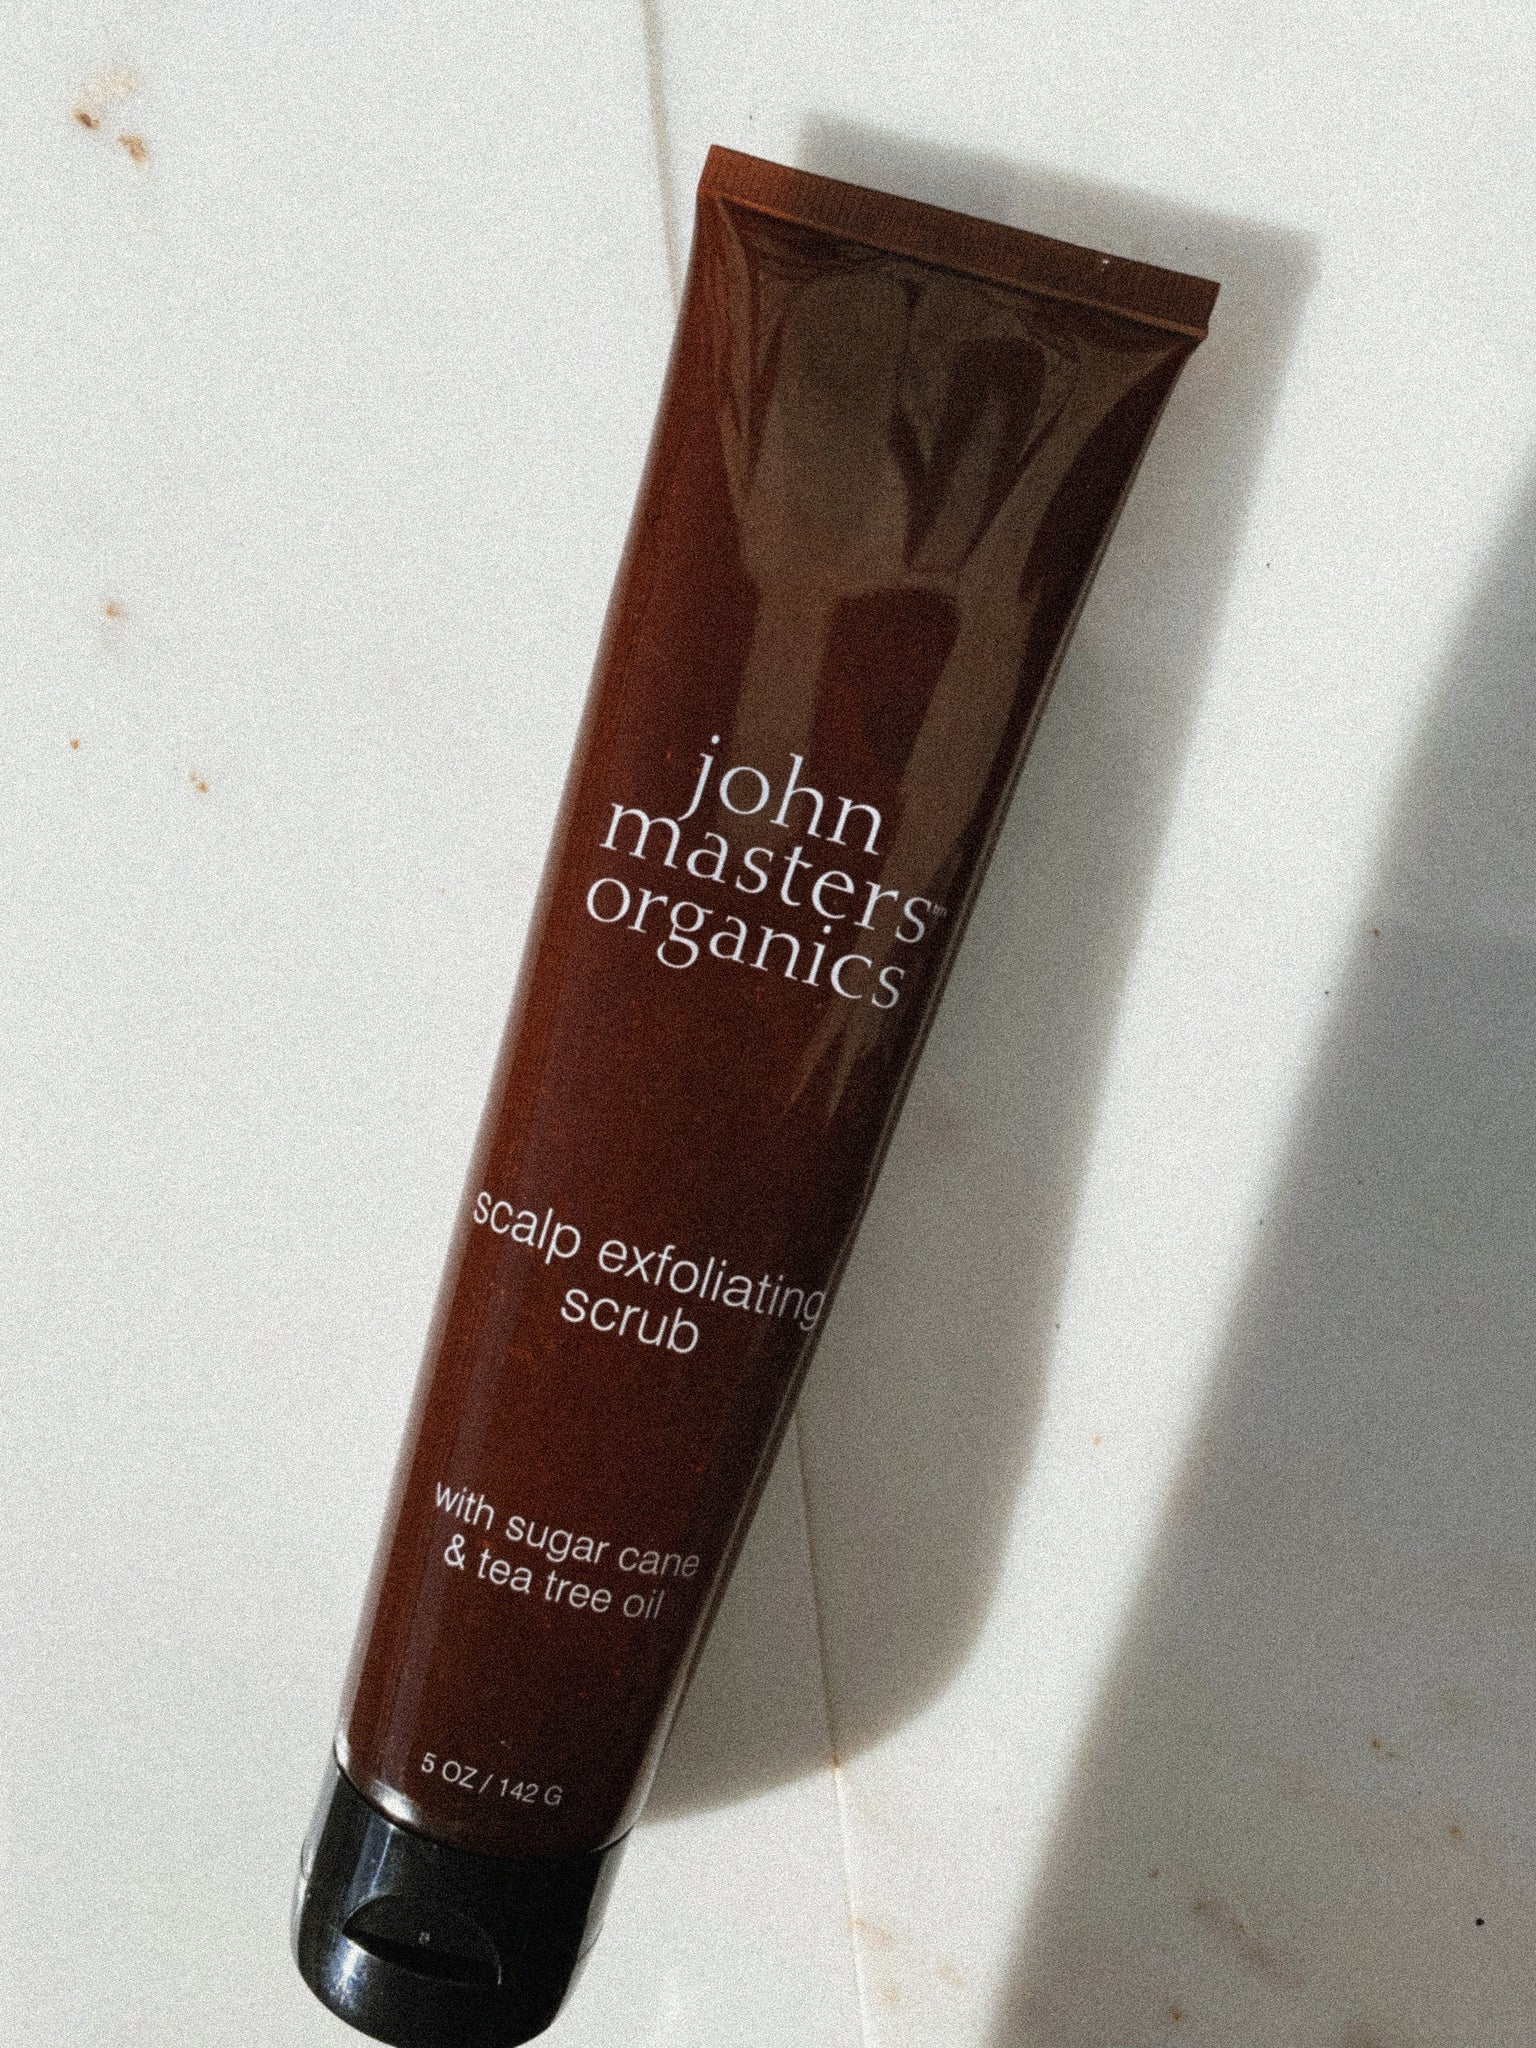 john
masters™
organics
scalp exfoliating
scrub
with sugar cane
& tea tree oil
5 OZ / 142 G